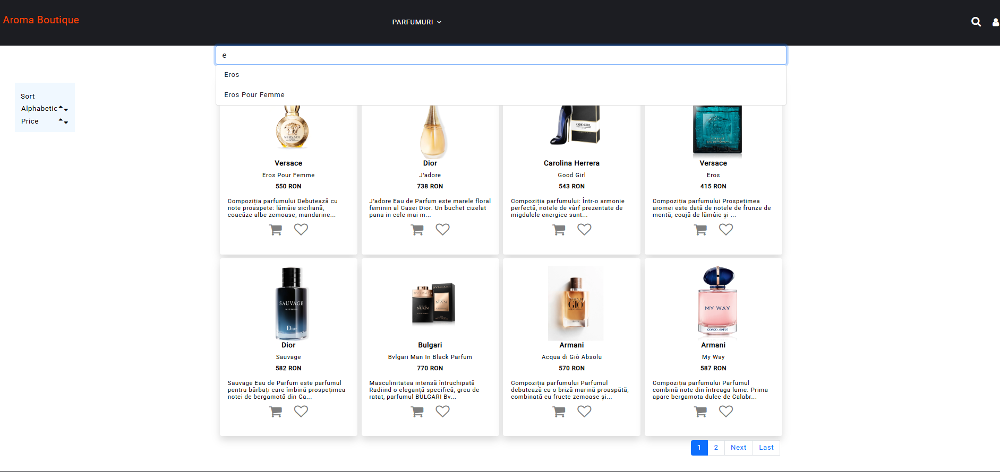 Aroma Boutique
PARFUMURI
e
Eros
Eros Pour Femme
Sort
Alphabetic
Price
VERSACE
GOOD GIRL
Versace
Eros Pour Femme
550 RON
Compoziția parfumului Debutează cu
note proaspete: lămâie siciliană,
coacăze albe zemoase, mandarine...
Dior
J'adore
738 RON
J'adore Eau de Parfum este marele floral
feminin al Casei Dior. Un buchet cizelat
pana in cele mai m...
Carolina Herrera
Good Girl
543 RON
Compoziția parfumului: Într-o armonie
perfectă, notele de vârf prezentate de
migdalele energice sunt...
Versace
Eros
415 RON
Compoziția parfumului Prospețimea
aromei este dată de notele de frunze de
mentă, coajă de lămâie și ...
SAUVAGE
Dior
BVLGARI
MAN
BVLGARI
MAN
GIÒ
MY WAY
GIORGIO ARMANI
Dior
Sauvage
582 RON
Sauvage Eau de Parfum este parfumul
pentru bărbați care îmbină prospețimea
notei de bergamotă din Ca...
Bulgari
Bvlgari Man In Black Parfum
770 RON
Masculinitatea intensă întruchipată
Radiind o eleganță specifică, greu de
ratat, parfumul BULGARI Bv...
Armani
Acqua di Giò Absolu
570 RON
Compoziția parfumului Parfumul
debutează cu o briză marină proaspătă,
combinată cu fructe zemoase și...
Armani
My Way
587 RON
Compoziția parfumului Parfumul
combină note din întreaga lume. Prima
apare bergamota dulce de Calabr...
1 2 Next Last